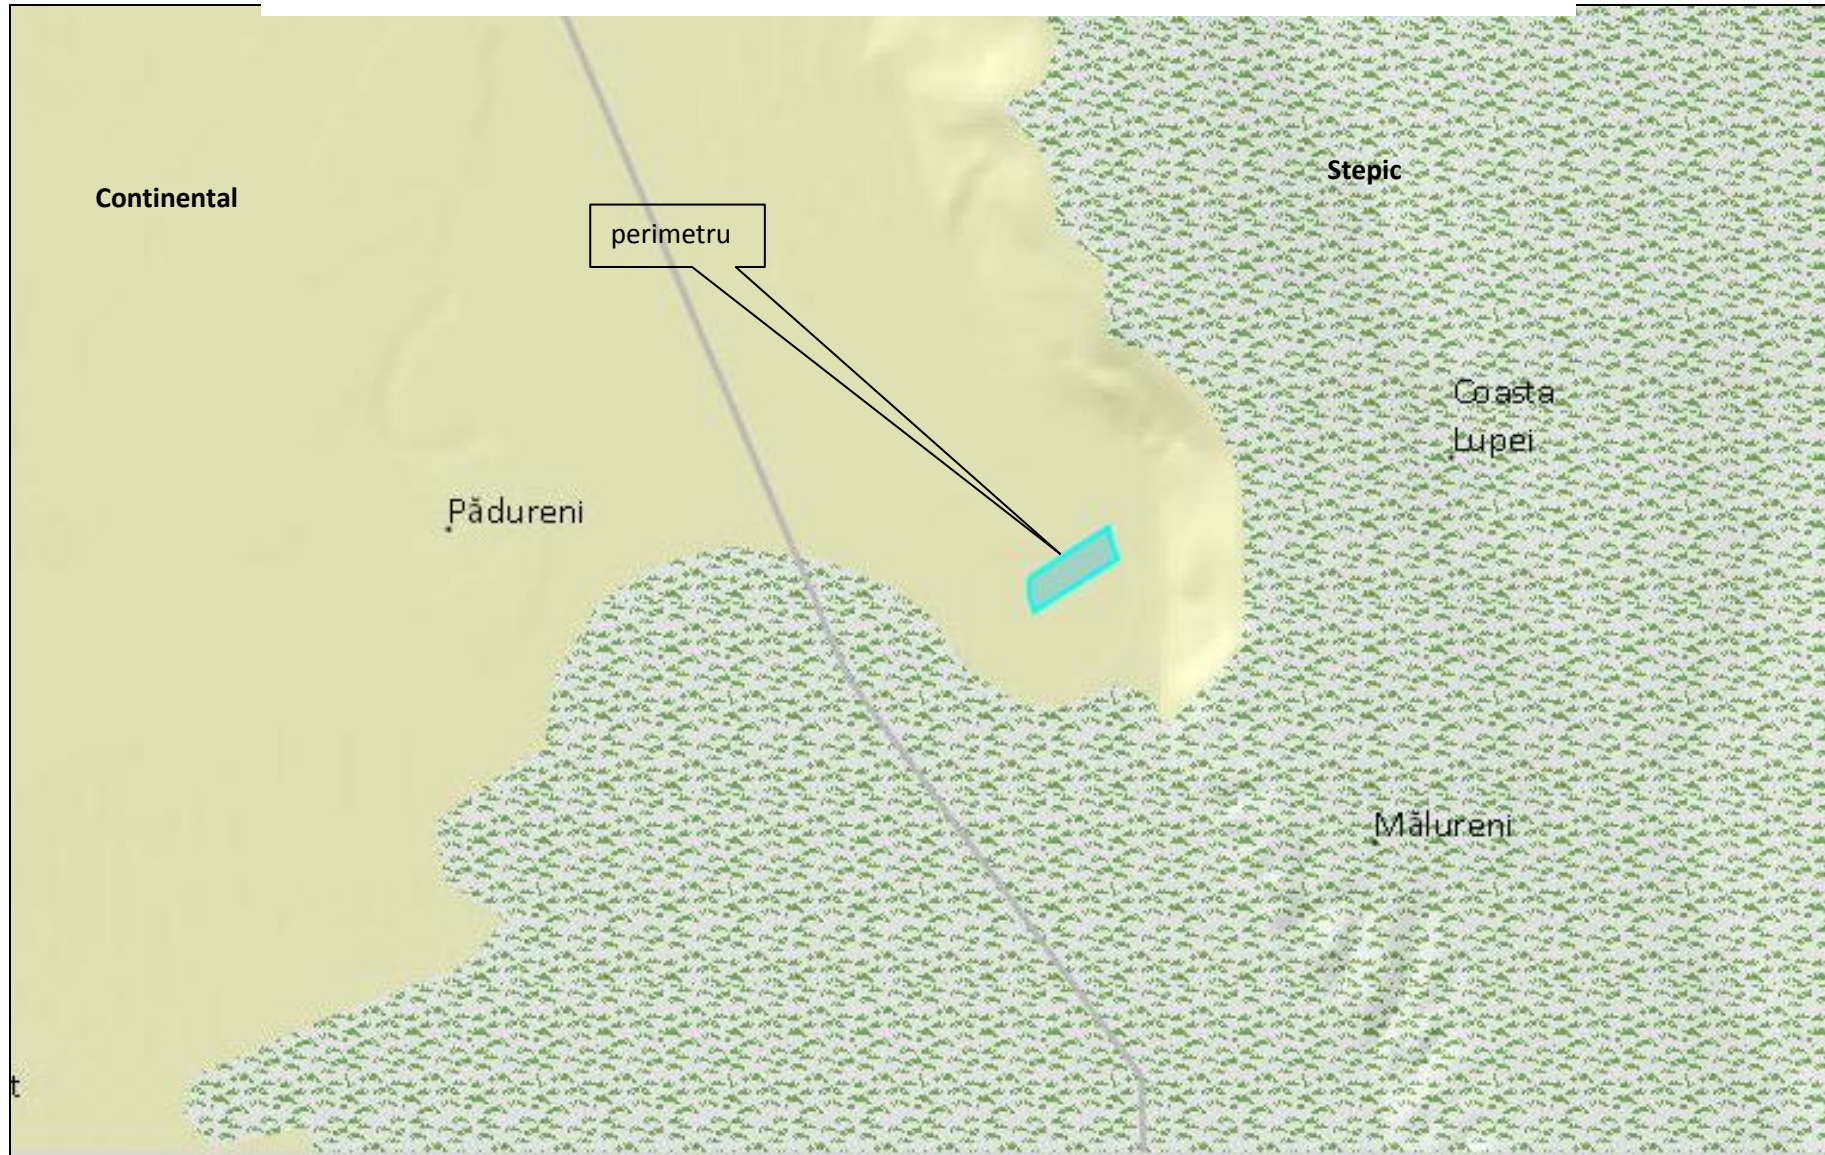 Stepic
Continental
perimetru
Coasta
Lupei
Pădureni
Mălureni
t